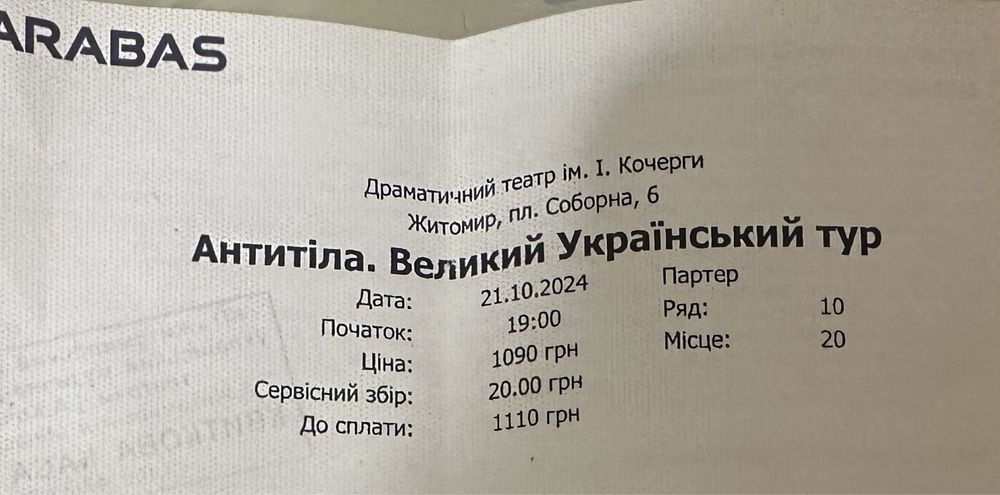 ARABAS
Драматичний театр ім. І. Кочерги
Житомир, пл. Соборна, 6
Антитіла. Великий Український тур
Дата: 21.10.2024 Партер
Початок: 19:00 Ряд: 10
Ціна: 1090 грн Місце: 20
Сервісний збір: 20.00 грн
До сплати: 1110 грн